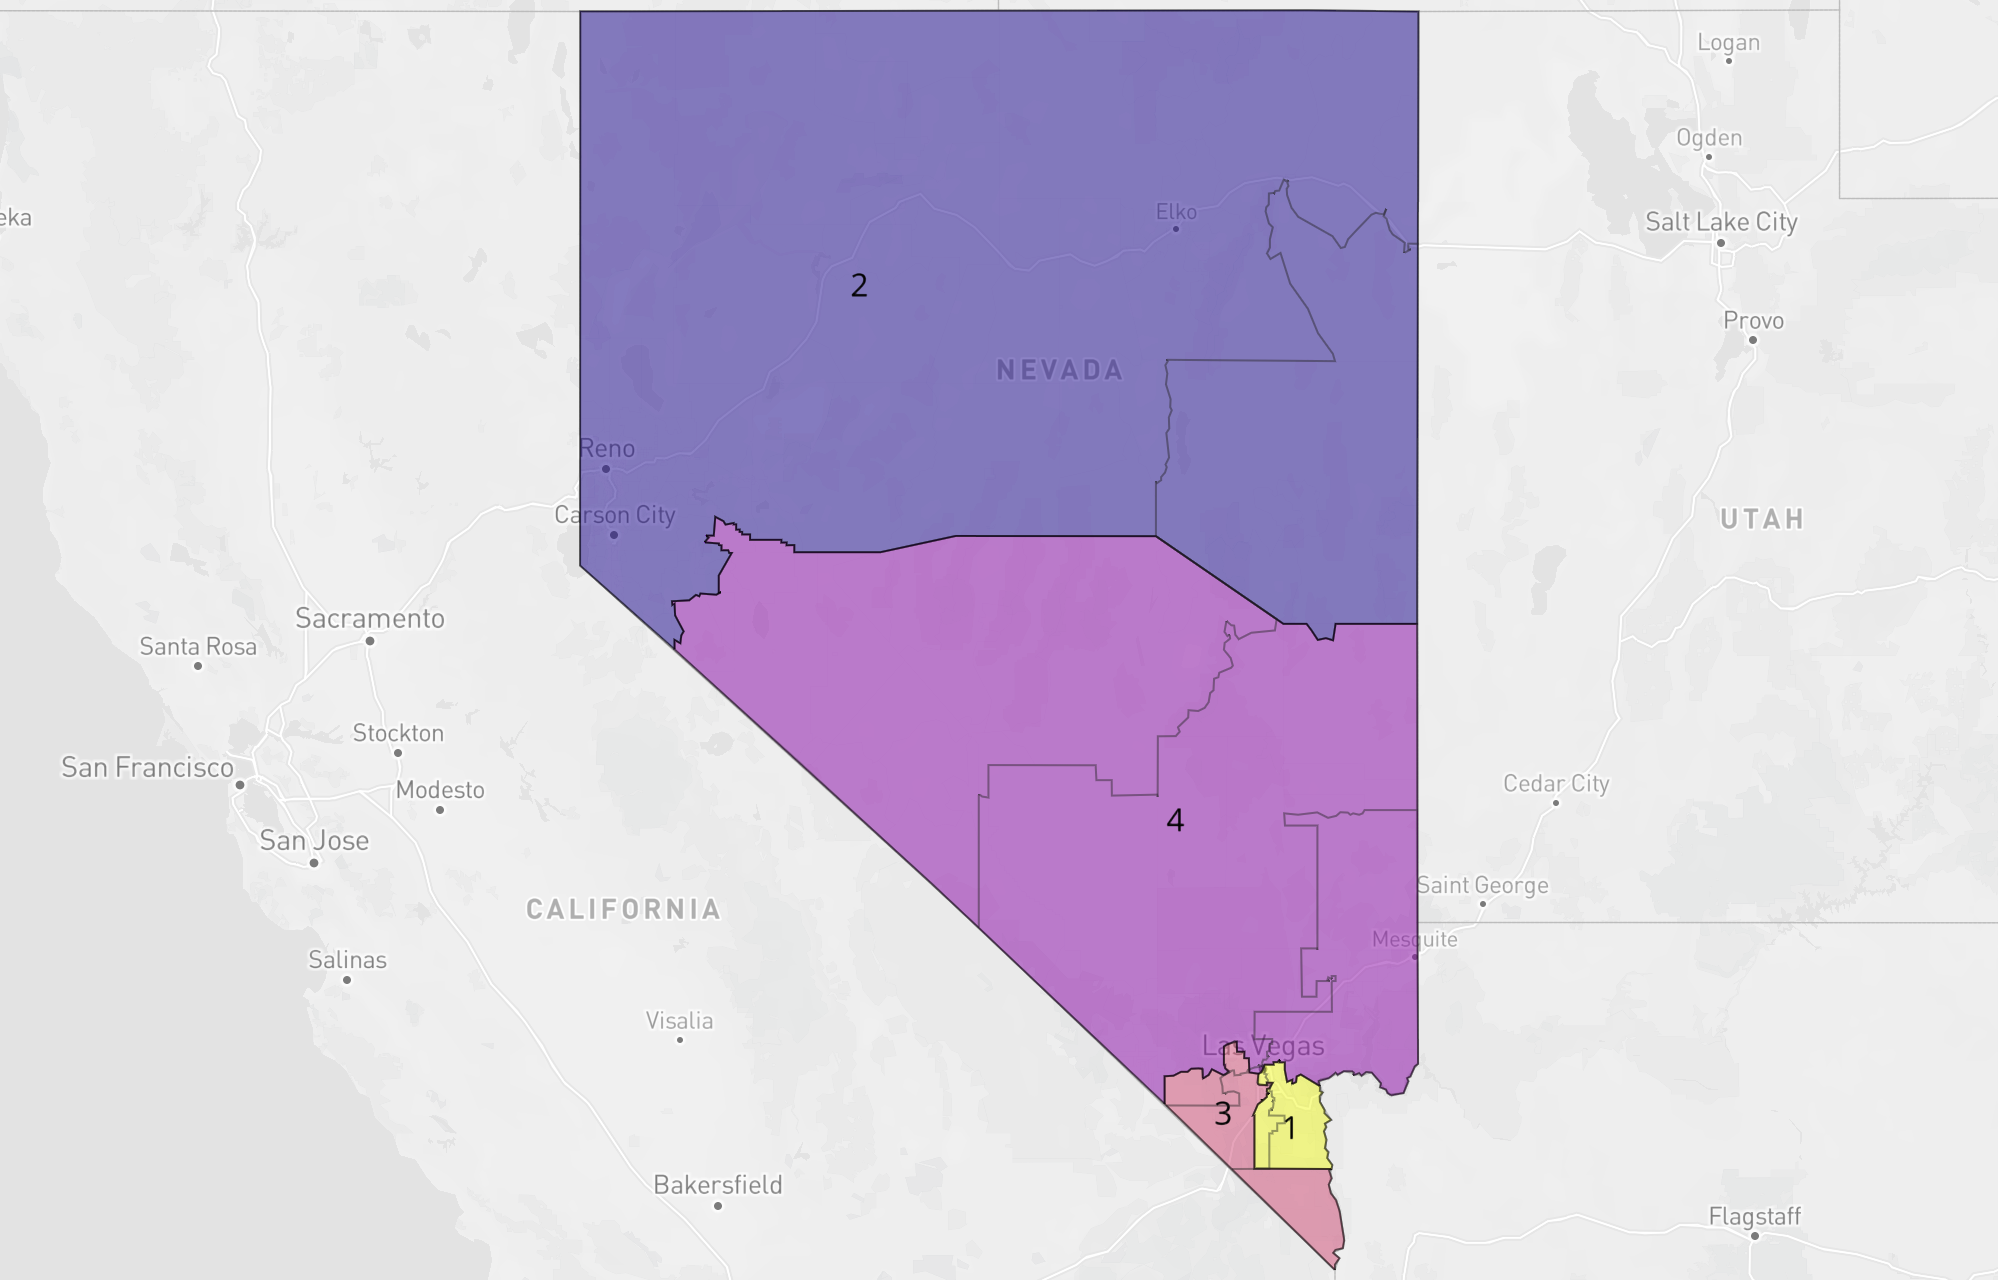 Logan
Ogden
eka
Elko
Salt Lake City
2
Provo
NEVADA
Reno
Carson City
UTAH
Sacramento
Santa Rosa
Stockton
San Francisco
Modesto
Cedar City
4
San Jose
Saint George
CALIFORNIA
Mesquite
Salinas
Visalia
Las Vegas
3
1
Bakersfield
Flagstaff